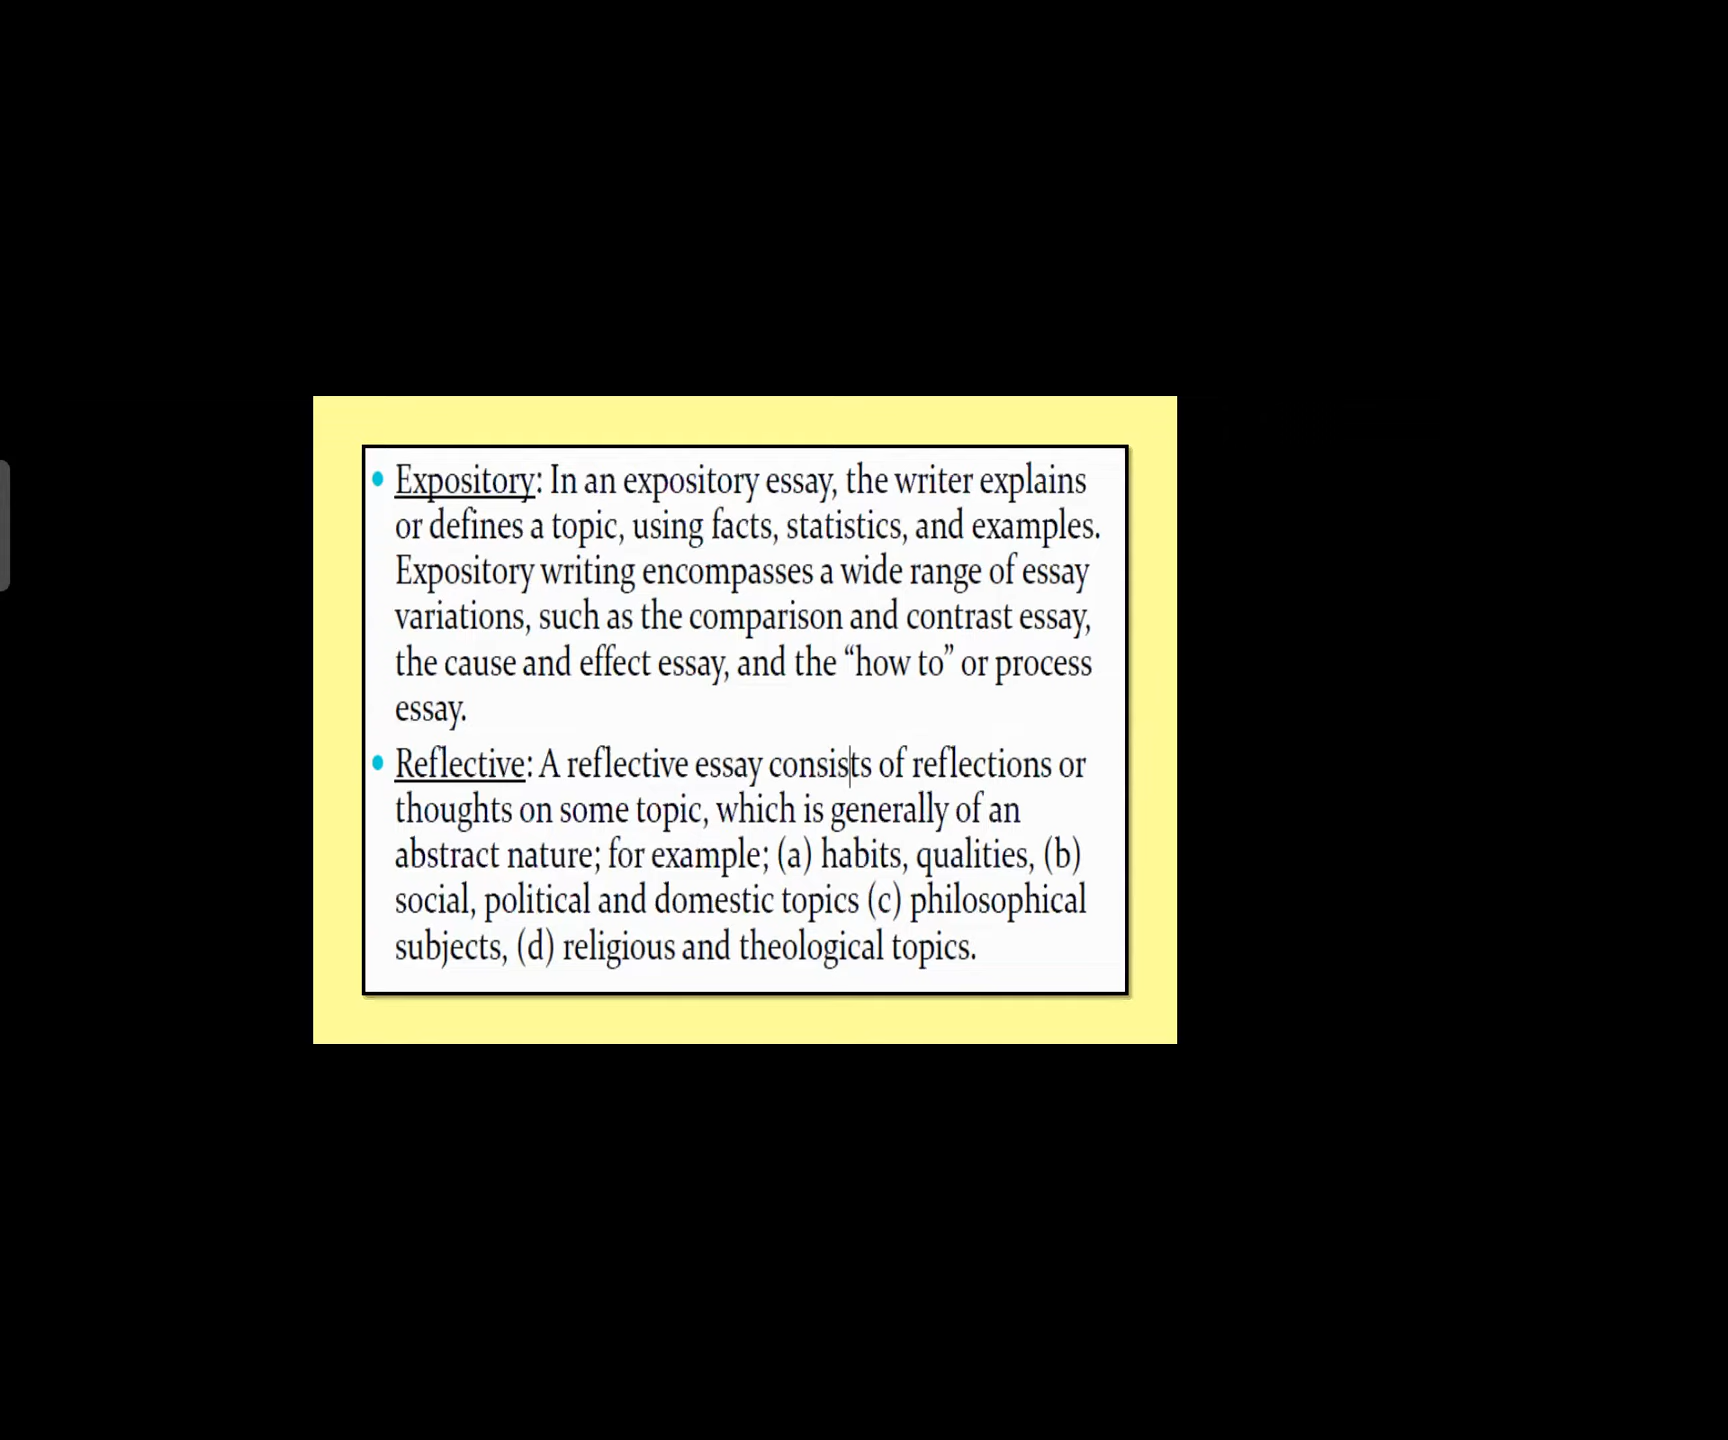 • Expository: In an expository essay, the writer explains
or defines a topic, using facts, statistics, and examples.
Expository writing encompasses a wide range of essay
variations, such as the comparison and contrast essay,
the cause and effect essay, and the “how to” or process
essay.
• Reflective: A reflective essay consists of reflections or
thoughts on some topic, which is generally of an
abstract nature; for example; (a) habits, qualities, (b)
social, political and domestic topics (c) philosophical
subjects, (d) religious and theological topics.